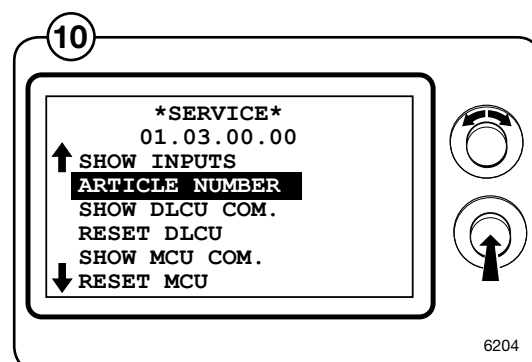 10
*SERVICE*
01.03.00.00
SHOW INPUTS
ARTICLE NUMBER
SHOW DLCU COM.
RESET DLCU
SHOW MCU COM.
RESET MCU
6204